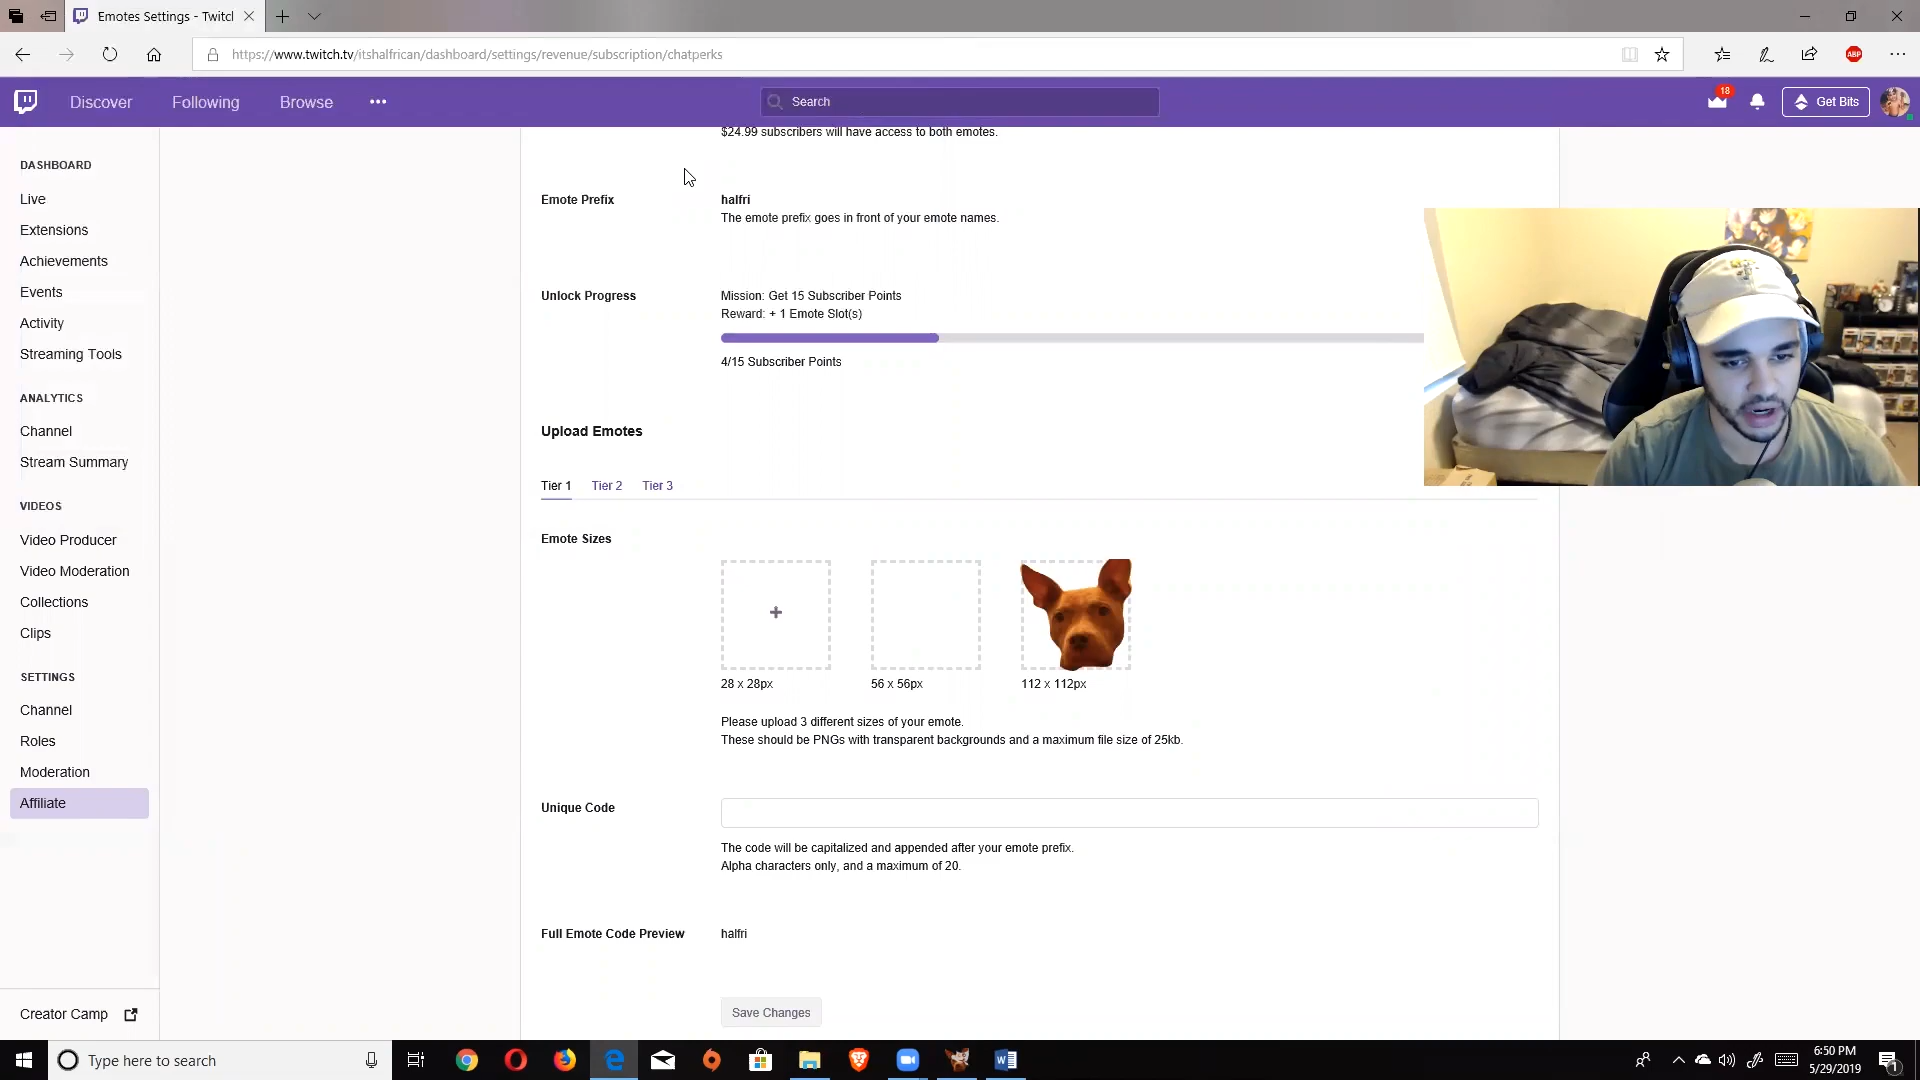 Emotes Settings - Twitcl
https://www.twitch.tv/itshalfrican/dashboard/settings/revenue/subscription/chatperks
ABP
Discover
Following
Browse
Search
18
Get Bits
DASHBOARD
Live
Extensions
Achievements
Events
Activity
Streaming Tools
ANALYTICS
Channel
Stream Summary
VIDEOS
Video Producer
Video Moderation
Collections
Clips
SETTINGS
Channel
Roles
Moderation
Affiliate
Creator Camp
$24.99 subscribers will have access to both emotes.
Emote Prefix
halfri
The emote prefix goes in front of your emote names.
Unlock Progress
Mission: Get 15 Subscriber Points
Reward: + 1 Emote Slot(s)
4/15 Subscriber Points
Upload Emotes
Tier 1
Tier 2
Tier 3
Emote Sizes
28 x 28px
56 x 56px
112 x 112px
Please upload 3 different sizes of your emote.
These should be PNGs with transparent backgrounds and a maximum file size of 25kb.
Unique Code
The code will be capitalized and appended after your emote prefix.
Alpha characters only, and a maximum of 20.
Full Emote Code Preview
halfri
Save Changes
Type here to search
6:50 PM
5/29/2019
1